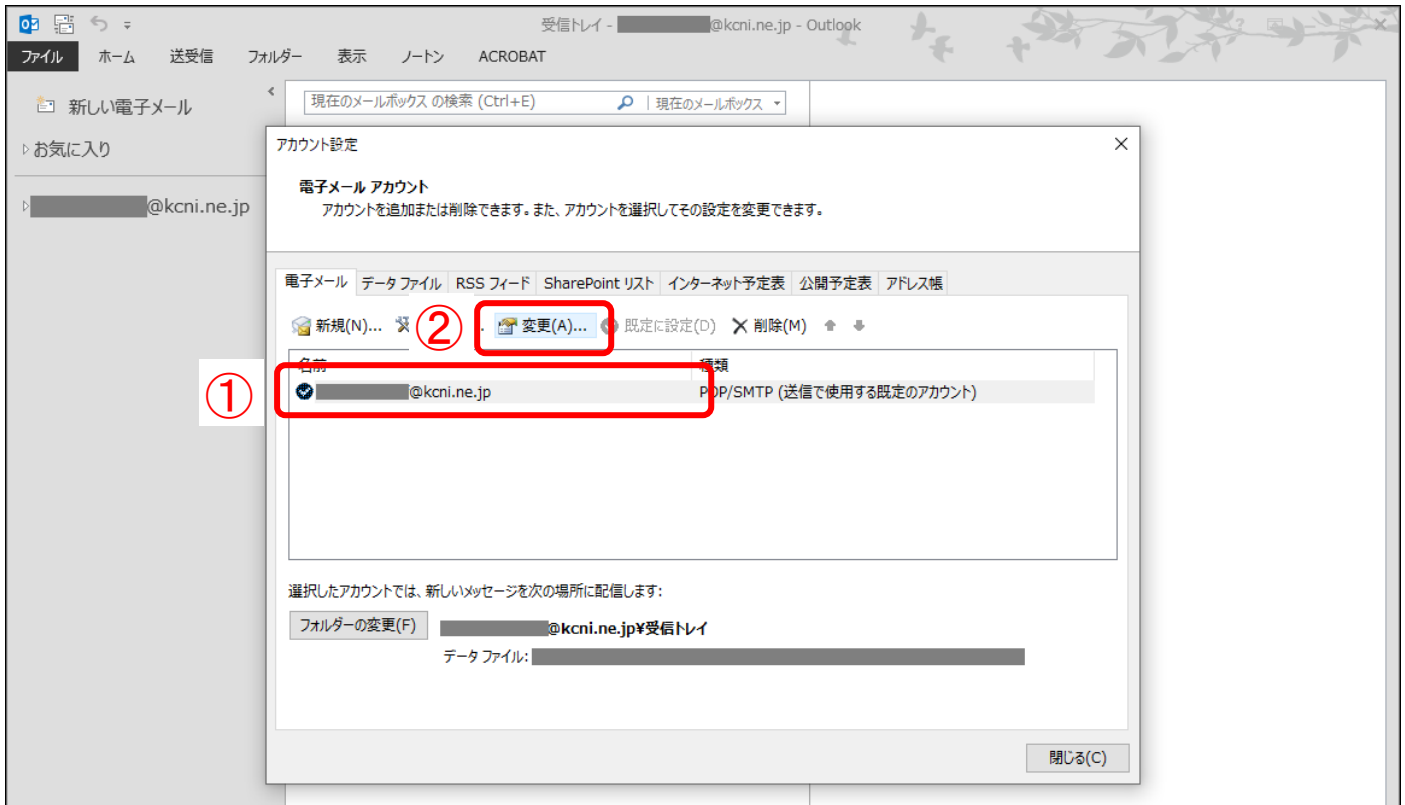 受信トレイ - @kcni.ne.jp - Outlook
ファイル ホーム 送受信 フォルダー 表示 ノートン ACROBAT
新しい電子メール
現在のメールボックス の検索 (Ctrl+E) 現在のメールボックス
お気に入り
@kcni.ne.jp
アカウント設定
電子メール アカウント
アカウントを追加または削除できます。また、アカウントを選択してその設定を変更できます。
電子メール データ ファイル RSS フィード SharePoint リスト インターネット予定表 公開予定表 アドレス帳
新規(N)... ② . 変更(A)... 既定に設定(D) 削除(M)
名前 種類
① @kcni.ne.jp POP/SMTP (送信で使用する既定のアカウント)
選択したアカウントでは、新しいメッセージを次の場所に配信します:
フォルダーの変更(F) @kcni.ne.jp¥受信トレイ
データ ファイル:
閉じる(C)